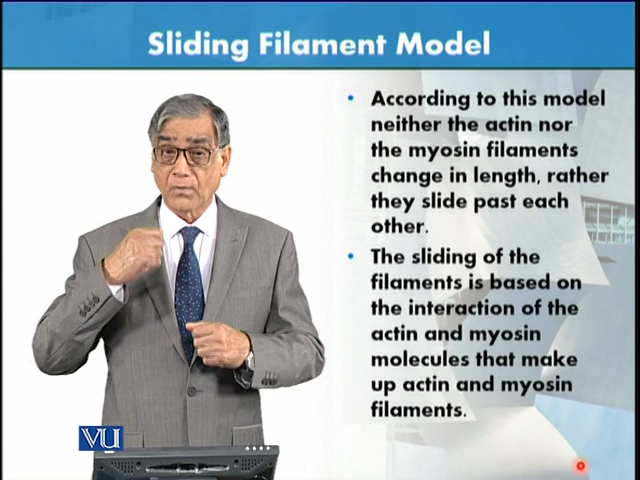 Sliding Filament Model
• According to this model
neither the actin nor
the myosin filaments
change in length, rather
they slide past each
other.
• The sliding of the
filaments is based on
the interaction of the
actin and myosin
molecules that make
up actin and myosin
filaments.
VU